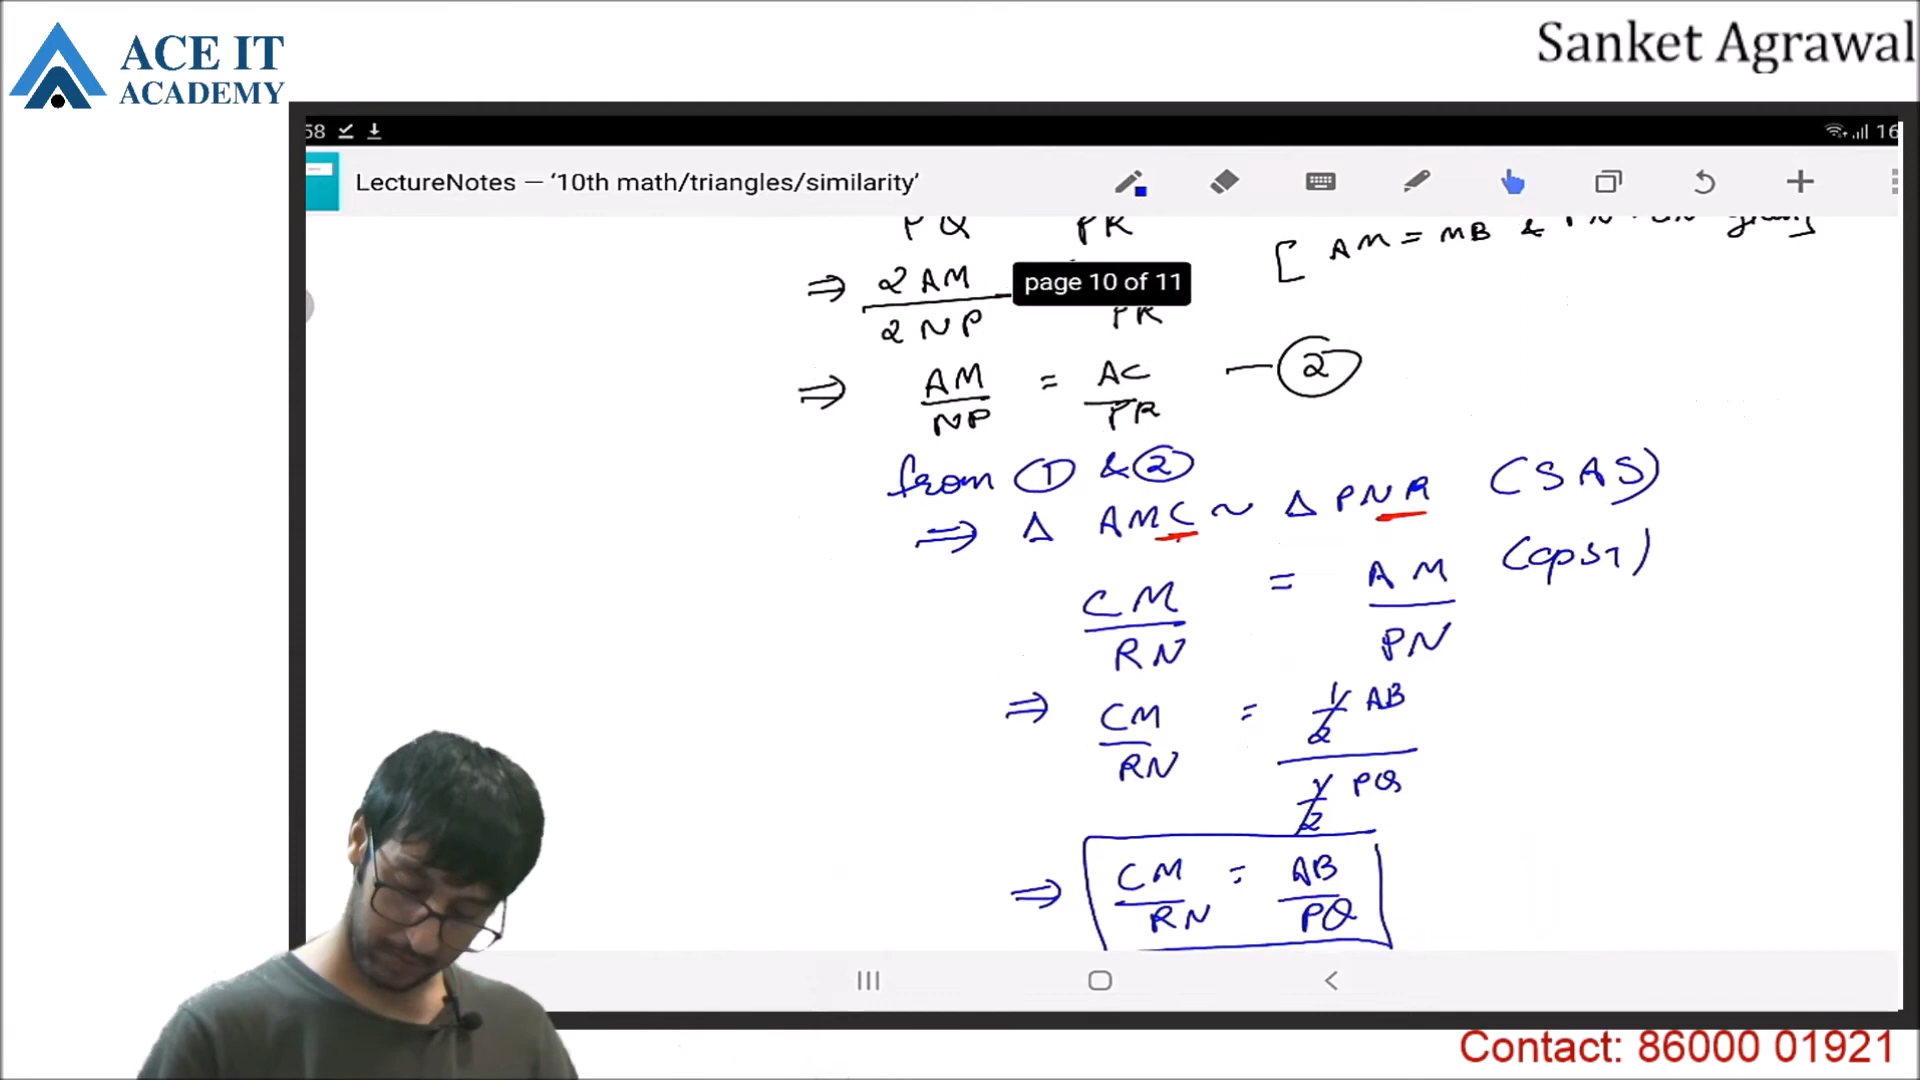 ACE IT
ACADEMY
Sanket Agrawal
58
16
LectureNotes – ‘10th math/triangles/similarity’
PQ PR
[ AM = MB &
⇒ 2 AM
2 NP PR
page 10 of 11
⇒ AM = AC — ②
NP PR
from ① & ②
⇒ Δ AMC ~ Δ PNR (SAS)
CM = AM (cpst)
RN PN
⇒ CM = 1/2 AB
RN 1/2 PQ
⇒ CM = AB
RN PQ
Contact: 86000 01921